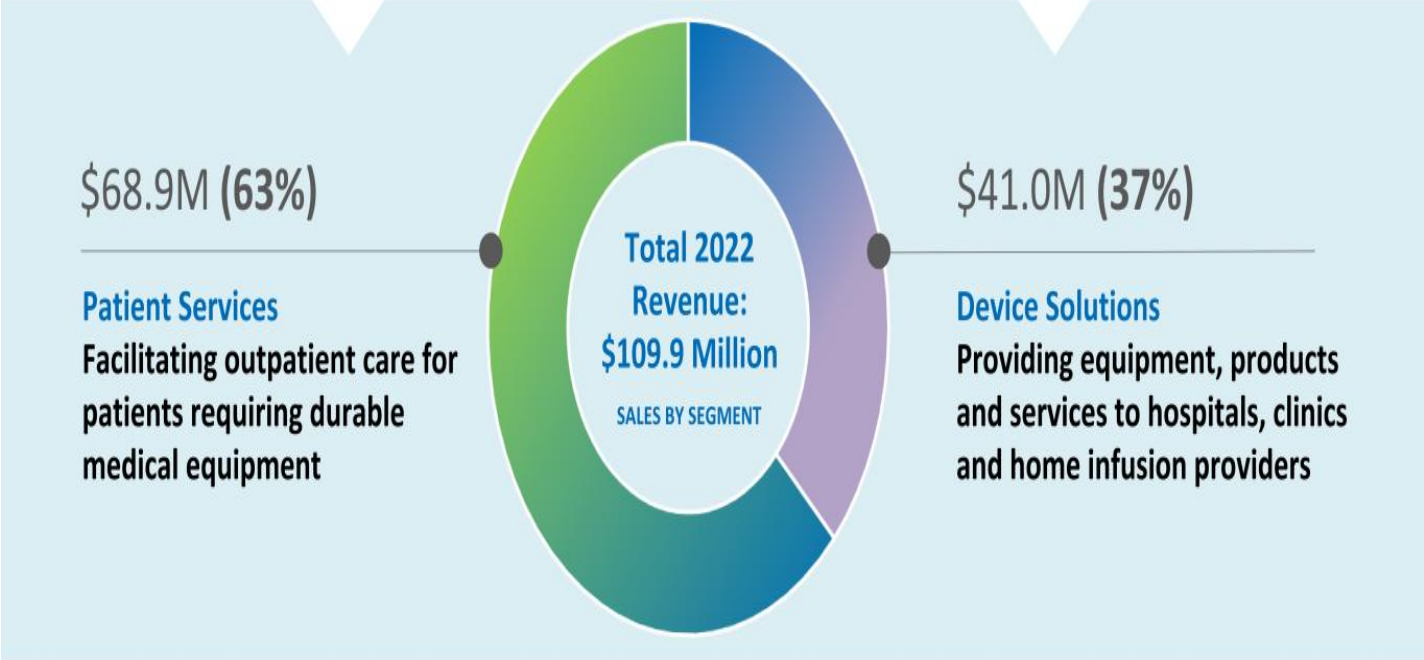 $68.9M (63%)
Patient Services
Facilitating outpatient care for
patients requiring durable
medical equipment
Total 2022
Revenue:
$109.9 Million
SALES BY SEGMENT
$41.0M (37%)
Device Solutions
Providing equipment, products
and services to hospitals, clinics
and home infusion providers